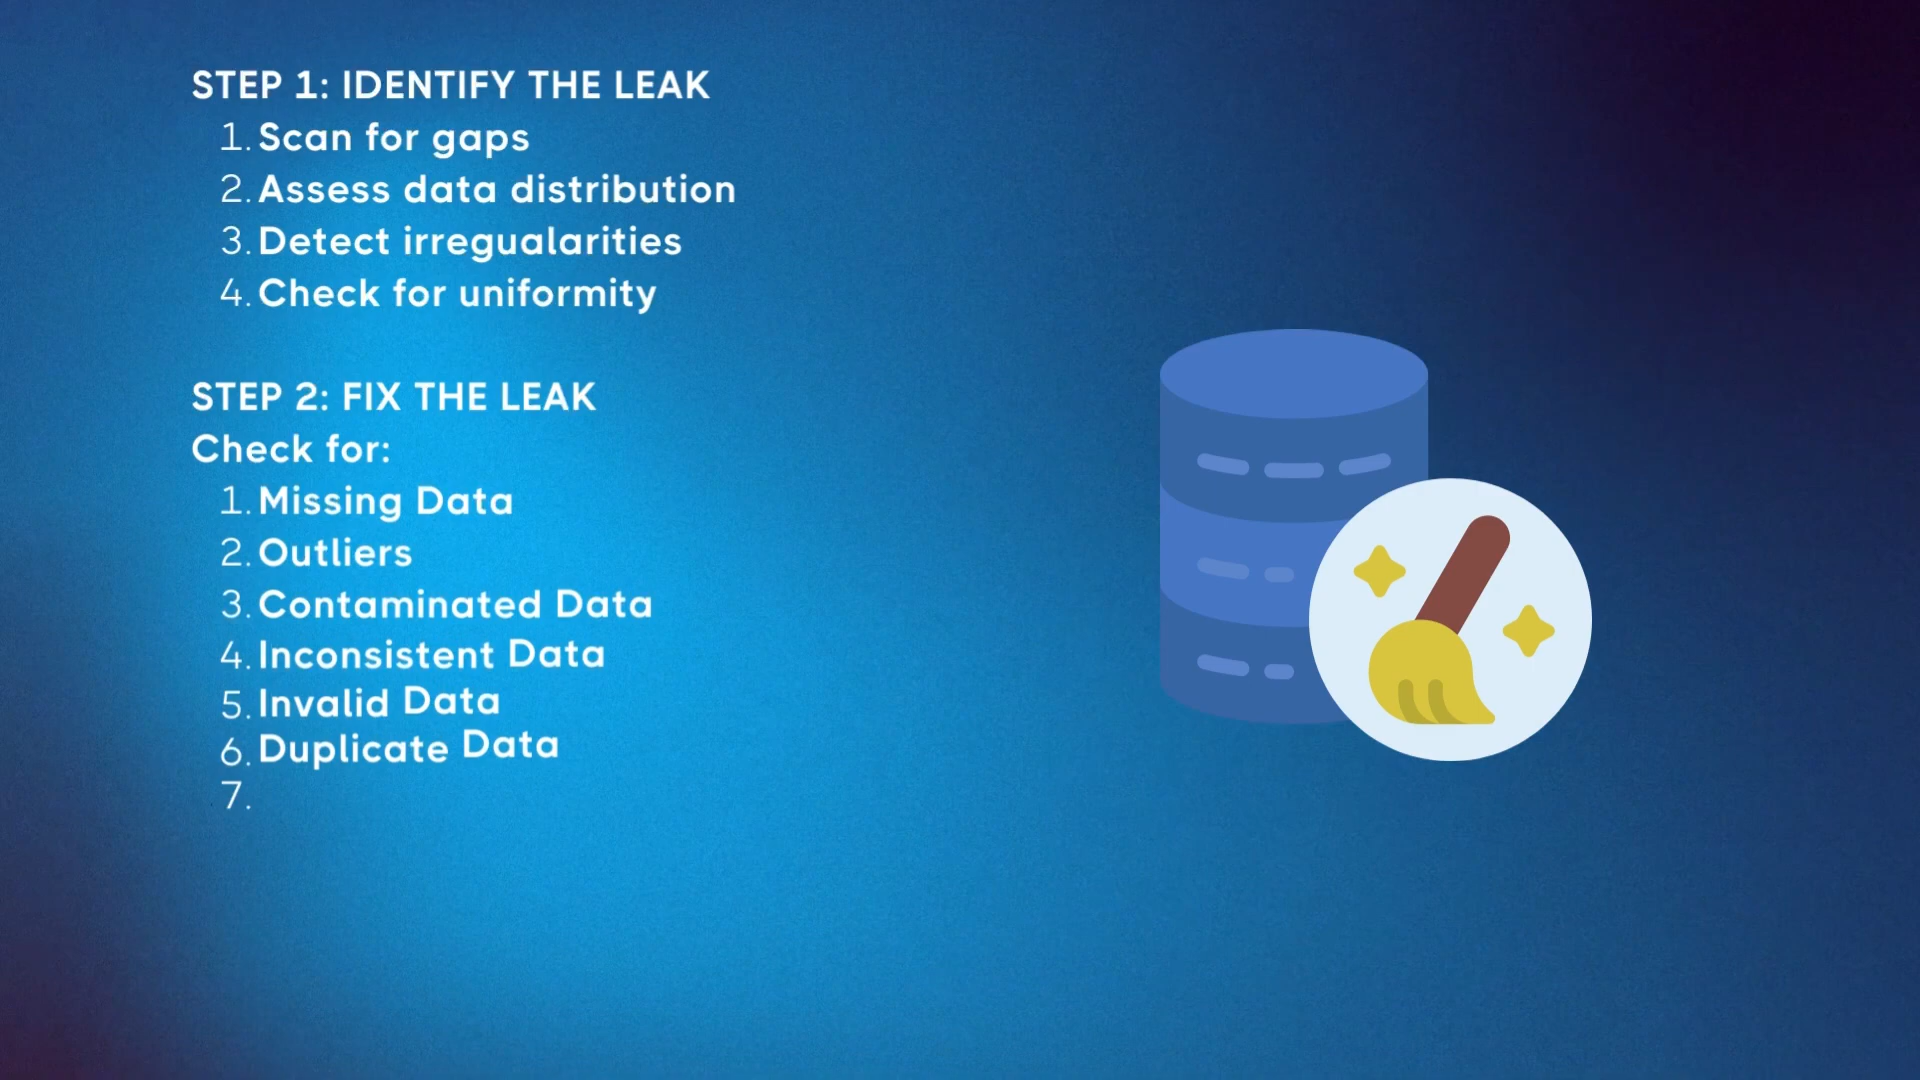 STEP 1: IDENTIFY THE LEAK
1. Scan for gaps
2. Assess data distribution
3. Detect irregualarities
4. Check for uniformity
STEP 2: FIX THE LEAK
Check for:
1. Missing Data
2. Outliers
3. Contaminated Data
4. Inconsistent Data
5. Invalid Data
6. Duplicate Data
7.